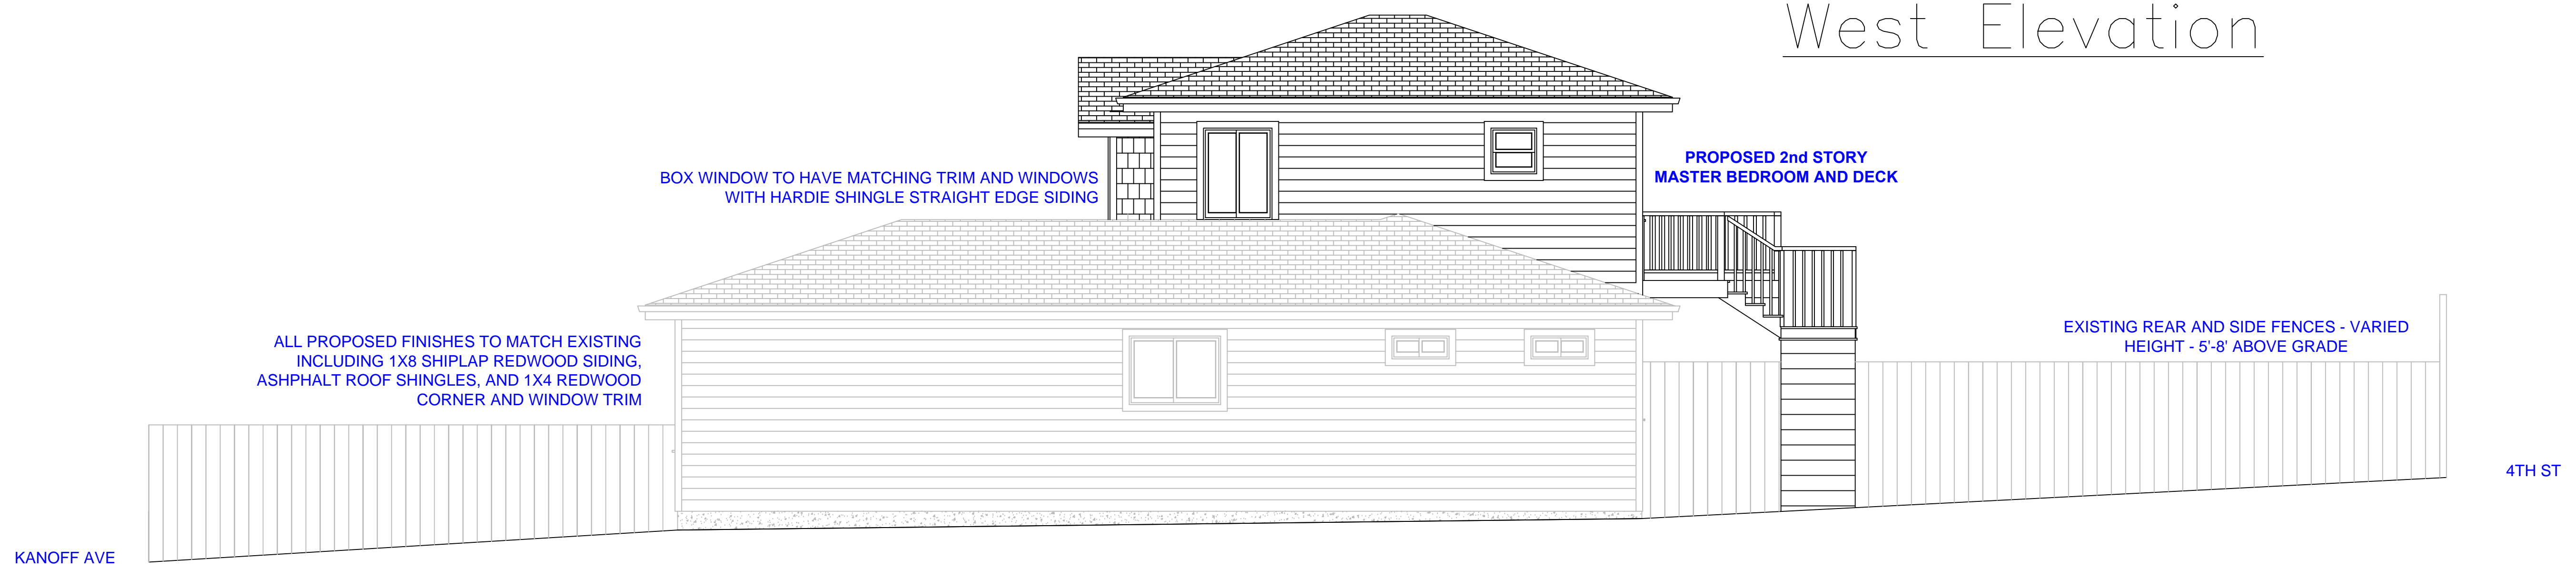 West Elevation
BOX WINDOW TO HAVE MATCHING TRIM AND WINDOWS
WITH HARDIE SHINGLE STRAIGHT EDGE SIDING
PROPOSED 2nd STORY
MASTER BEDROOM AND DECK
ALL PROPOSED FINISHES TO MATCH EXISTING
INCLUDING 1X8 SHIPLAP REDWOOD SIDING,
ASHPHALT ROOF SHINGLES, AND 1X4 REDWOOD
CORNER AND WINDOW TRIM
EXISTING REAR AND SIDE FENCES - VARIED
HEIGHT - 5'-8' ABOVE GRADE
4TH ST
KANOFF AVE